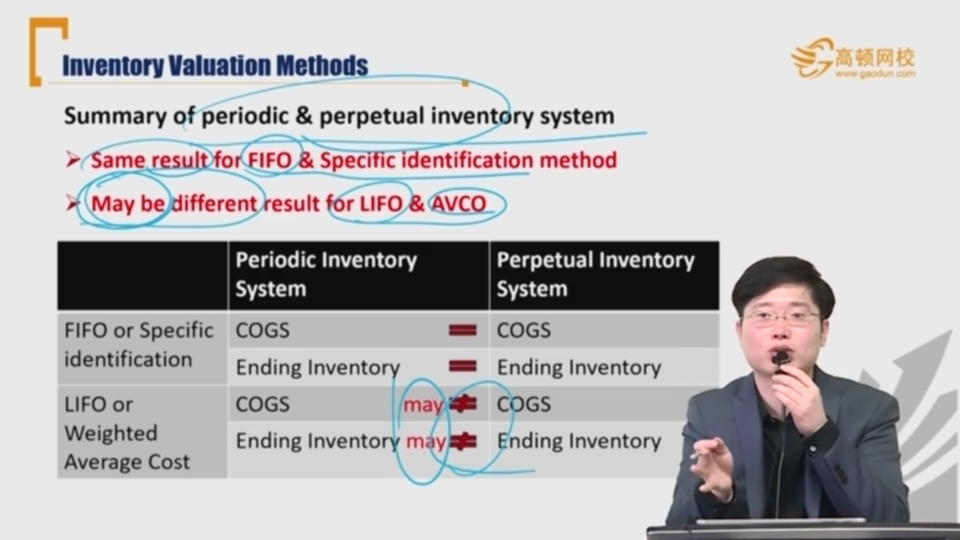 Inventory Valuation Methods
高顿网校
www.gaodun.com
Summary of periodic & perpetual inventory system
Same result for FIFO & Specific identification method
May be different result for LIFO & AVCO
Periodic Inventory System
Perpetual Inventory System
FIFO or Specific identification
COGS = COGS
Ending Inventory = Ending Inventory
LIFO or Weighted Average Cost
COGS may ≠ COGS
Ending Inventory may ≠ Ending Inventory